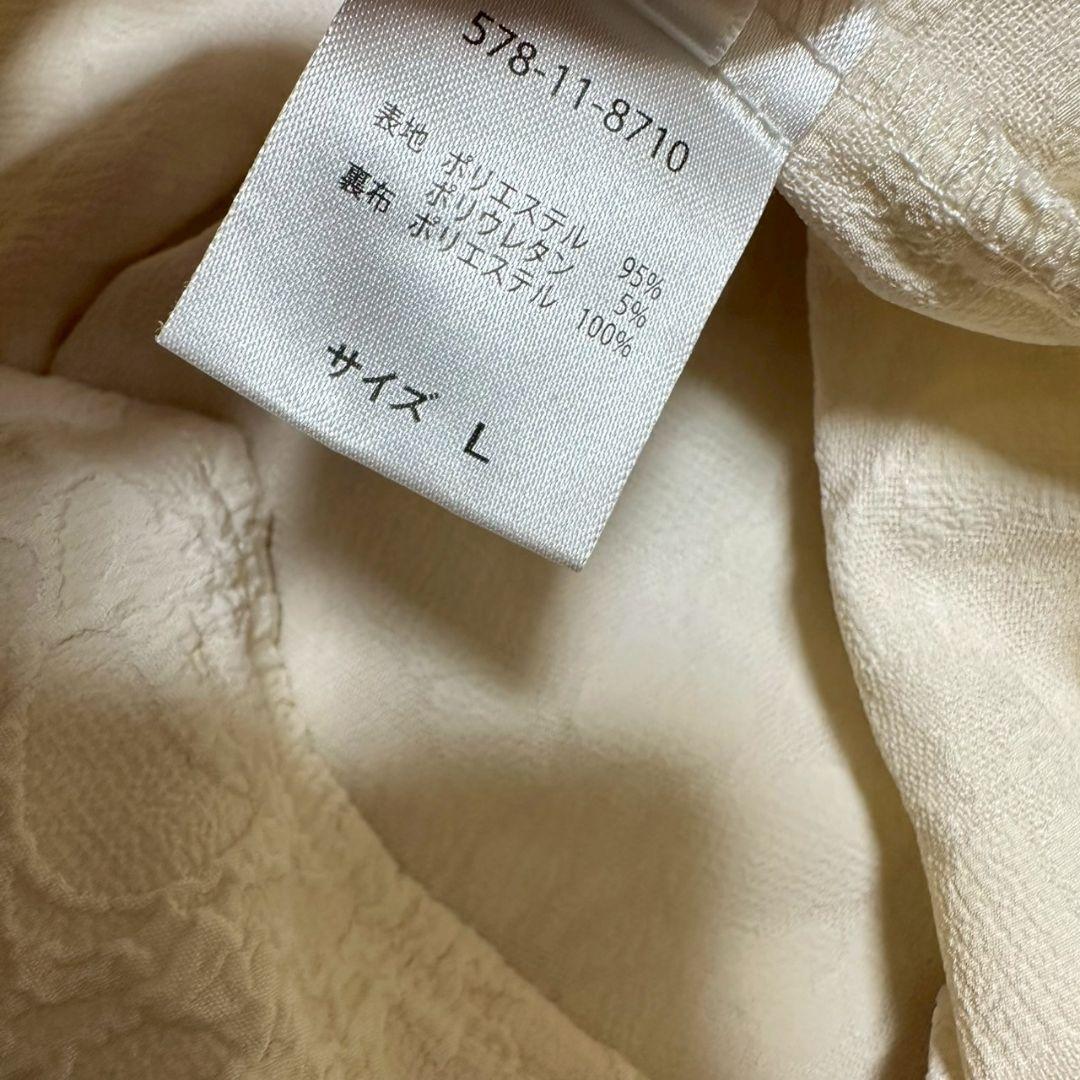 578-11-8710
表地 ポリエステル 95%
ポリウレタン 5%
裏布 ポリエステル 100%
サイズ L